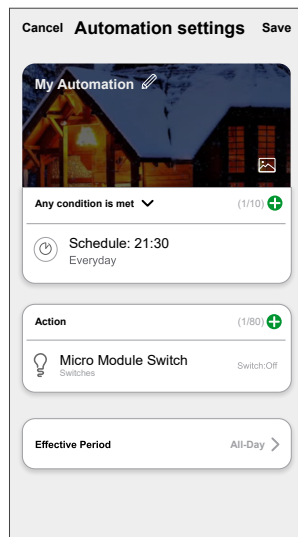 Cancel Automation settings Save
My Automation
Any condition is met (1/10)
Schedule: 21:30
Everyday
Action (1/80)
Micro Module Switch
Switches
Switch:Off
Effective Period All-Day